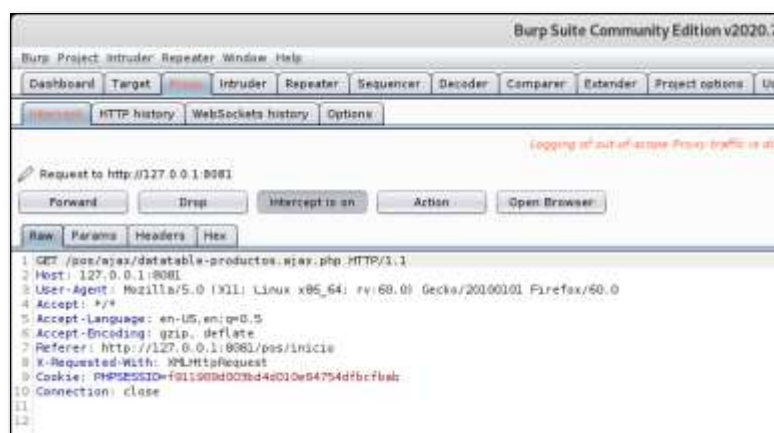 Burp Suite Community Edition v2020.
Burp Project Intruder Repeater Window Help
Dashboard Target Proxy Intruder Repeater Sequencer Decoder Comparer Extender Project options
Intercept HTTP history WebSockets history Options
Logging of out-of-scope Proxy traffic is
Request to http://127.0.0.1:8081
Forward Drop Intercept is on Action Open Browser
Raw Params Headers Hex
1 GET /pos/ajax/datatable-productos.ajax.php HTTP/1.1
2 Host: 127.0.0.1:8081
3 User-Agent: Mozilla/5.0 (X11; Linux x86_64; rv:68.0) Gecko/20100101 Firefox/68.0
4 Accept: */*
5 Accept-Language: en-US,en;q=0.5
6 Accept-Encoding: gzip, deflate
7 Referer: http://127.0.0.1:8081/pos/inicio
8 X-Requested-With: XMLHttpRequest
9 Cookie:
10 Connection: close
11
12